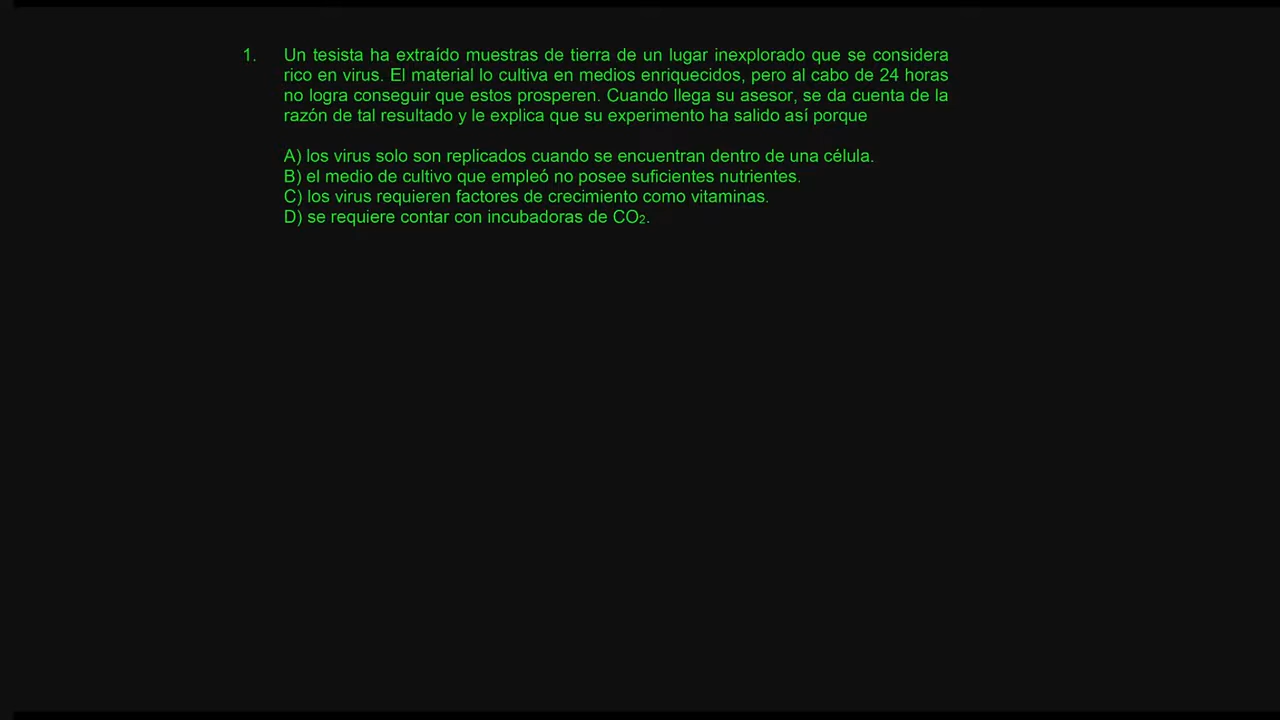 1. Un tesista ha extraído muestras de tierra de un lugar inexplorado que se considera
rico en virus. El material lo cultiva en medios enriquecidos, pero al cabo de 24 horas
no logra conseguir que estos prosperen. Cuando llega su asesor, se da cuenta de la
razón de tal resultado y le explica que su experimento ha salido así porque
A) los virus solo son replicados cuando se encuentran dentro de una célula.
B) el medio de cultivo que empleó no posee suficientes nutrientes.
C) los virus requieren factores de crecimiento como vitaminas.
D) se requiere contar con incubadoras de CO₂.